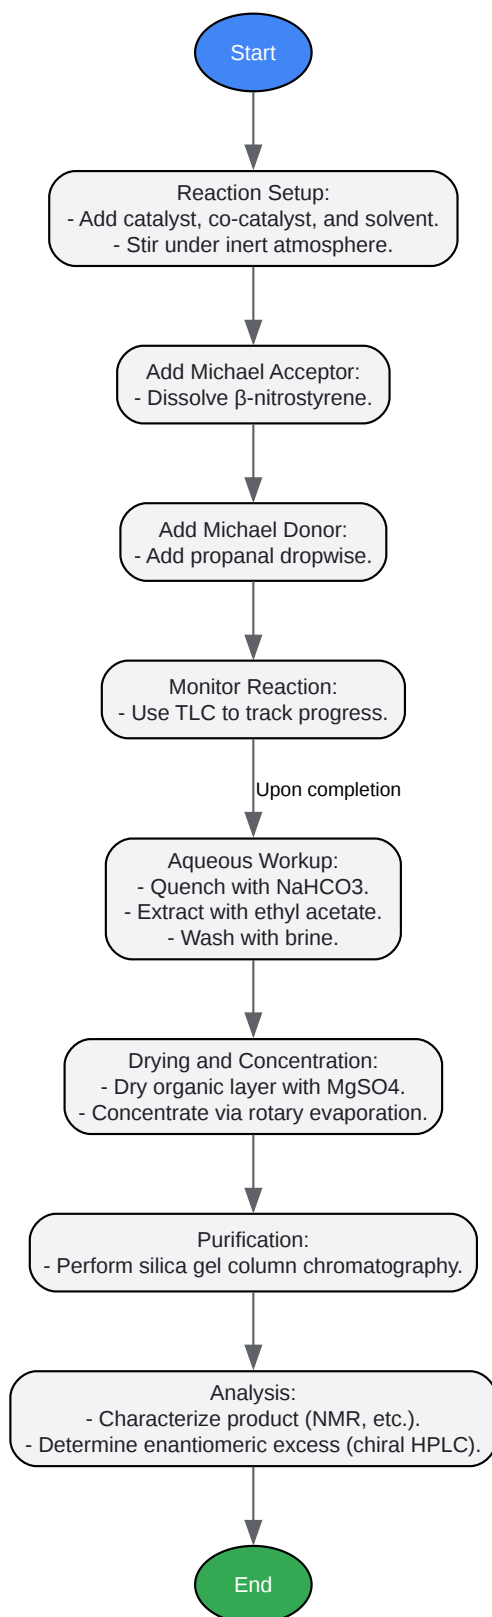 Start
Reaction Setup:
- Add catalyst, co-catalyst, and solvent.
- Stir under inert atmosphere.
Add Michael Acceptor:
- Dissolve β-nitrostyrene.
Add Michael Donor:
- Add propanal dropwise.
Monitor Reaction:
- Use TLC to track progress.
Upon completion
Aqueous Workup:
- Quench with NaHCO3.
- Extract with ethyl acetate.
- Wash with brine.
Drying and Concentration:
- Dry organic layer with MgSO4.
- Concentrate via rotary evaporation.
Purification:
- Perform silica gel column chromatography.
Analysis:
- Characterize product (NMR, etc.).
- Determine enantiomeric excess (chiral HPLC).
End